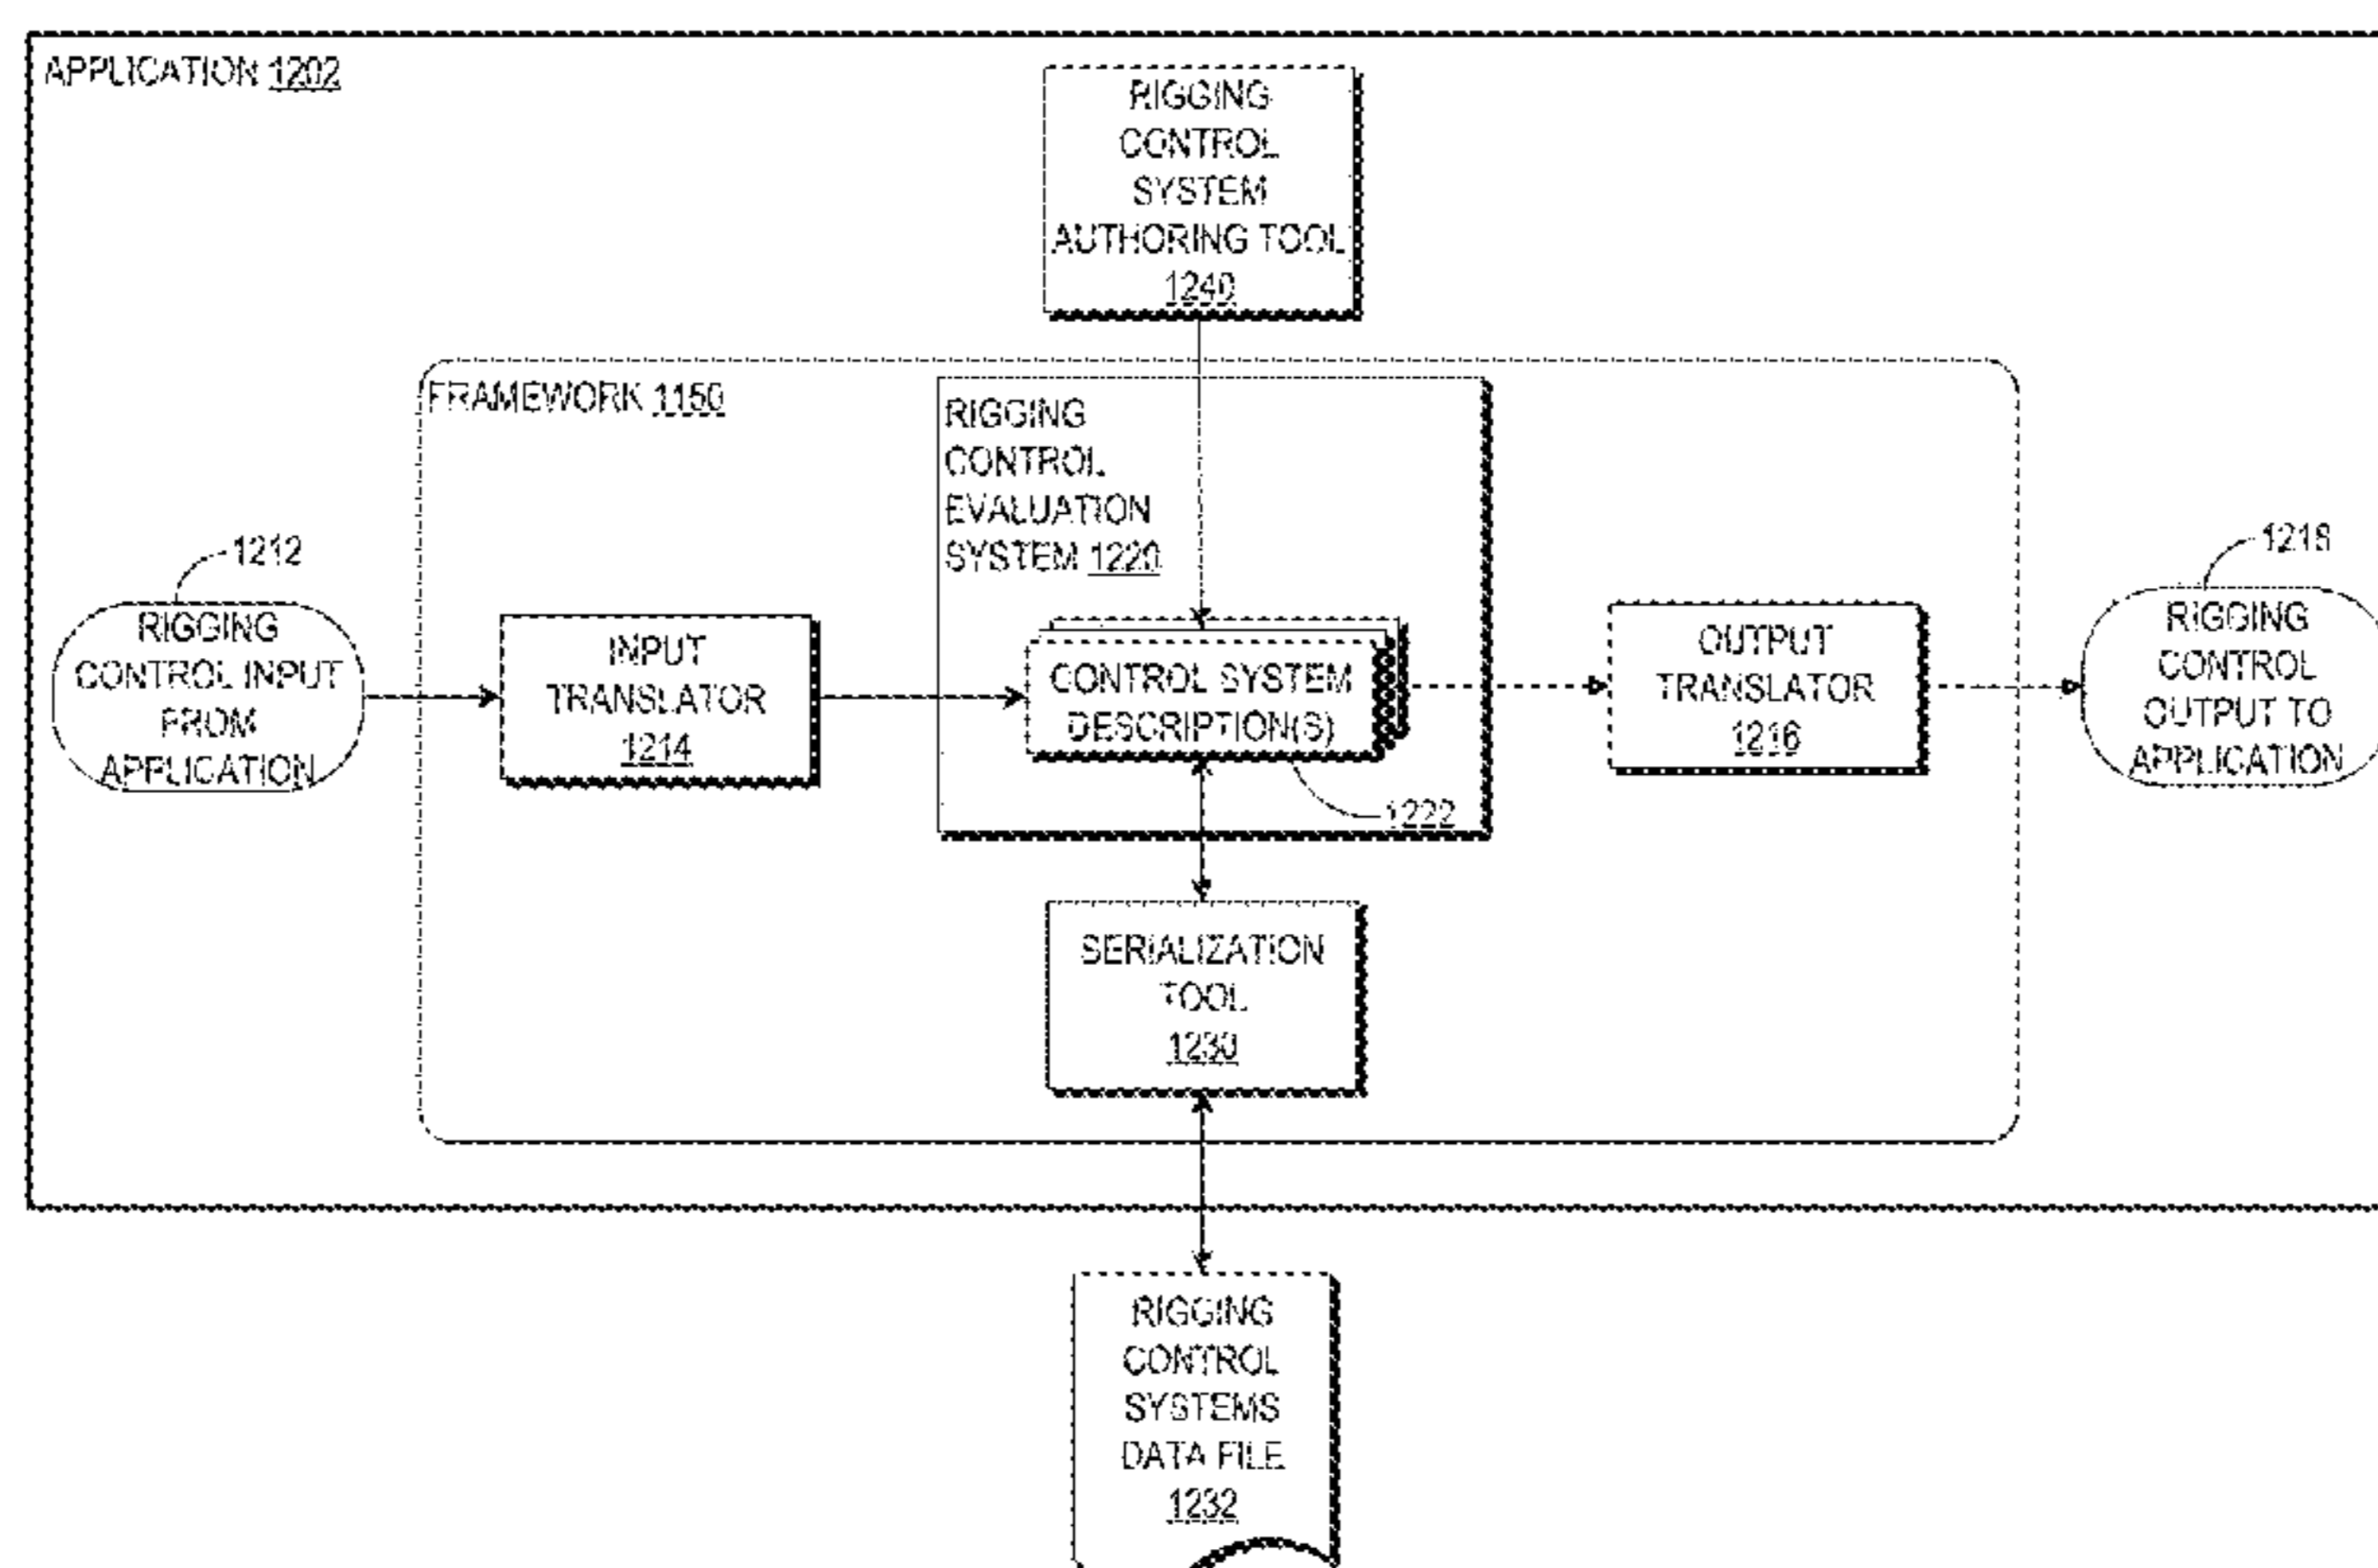 APPLICATION 1202
RIGGING
CONTROL
SYSTEM
AUTHORING TOOL
1240
FRAMEWORK 1150
RIGGING
CONTROL
EVALUATION
SYSTEM 1220
1212
RIGGING
CONTROL INPUT
FROM
APPLICATION
INPUT
TRANSLATOR
1214
CONTROL SYSTEM
DESCRIPTION(S)
1222
OUTPUT
TRANSLATOR
1216
1218
RIGGING
CONTROL
OUTPUT TO
APPLICATION
SERIALIZATION
TOOL
1230
RIGGING
CONTROL
SYSTEMS
DATA FILE
1232